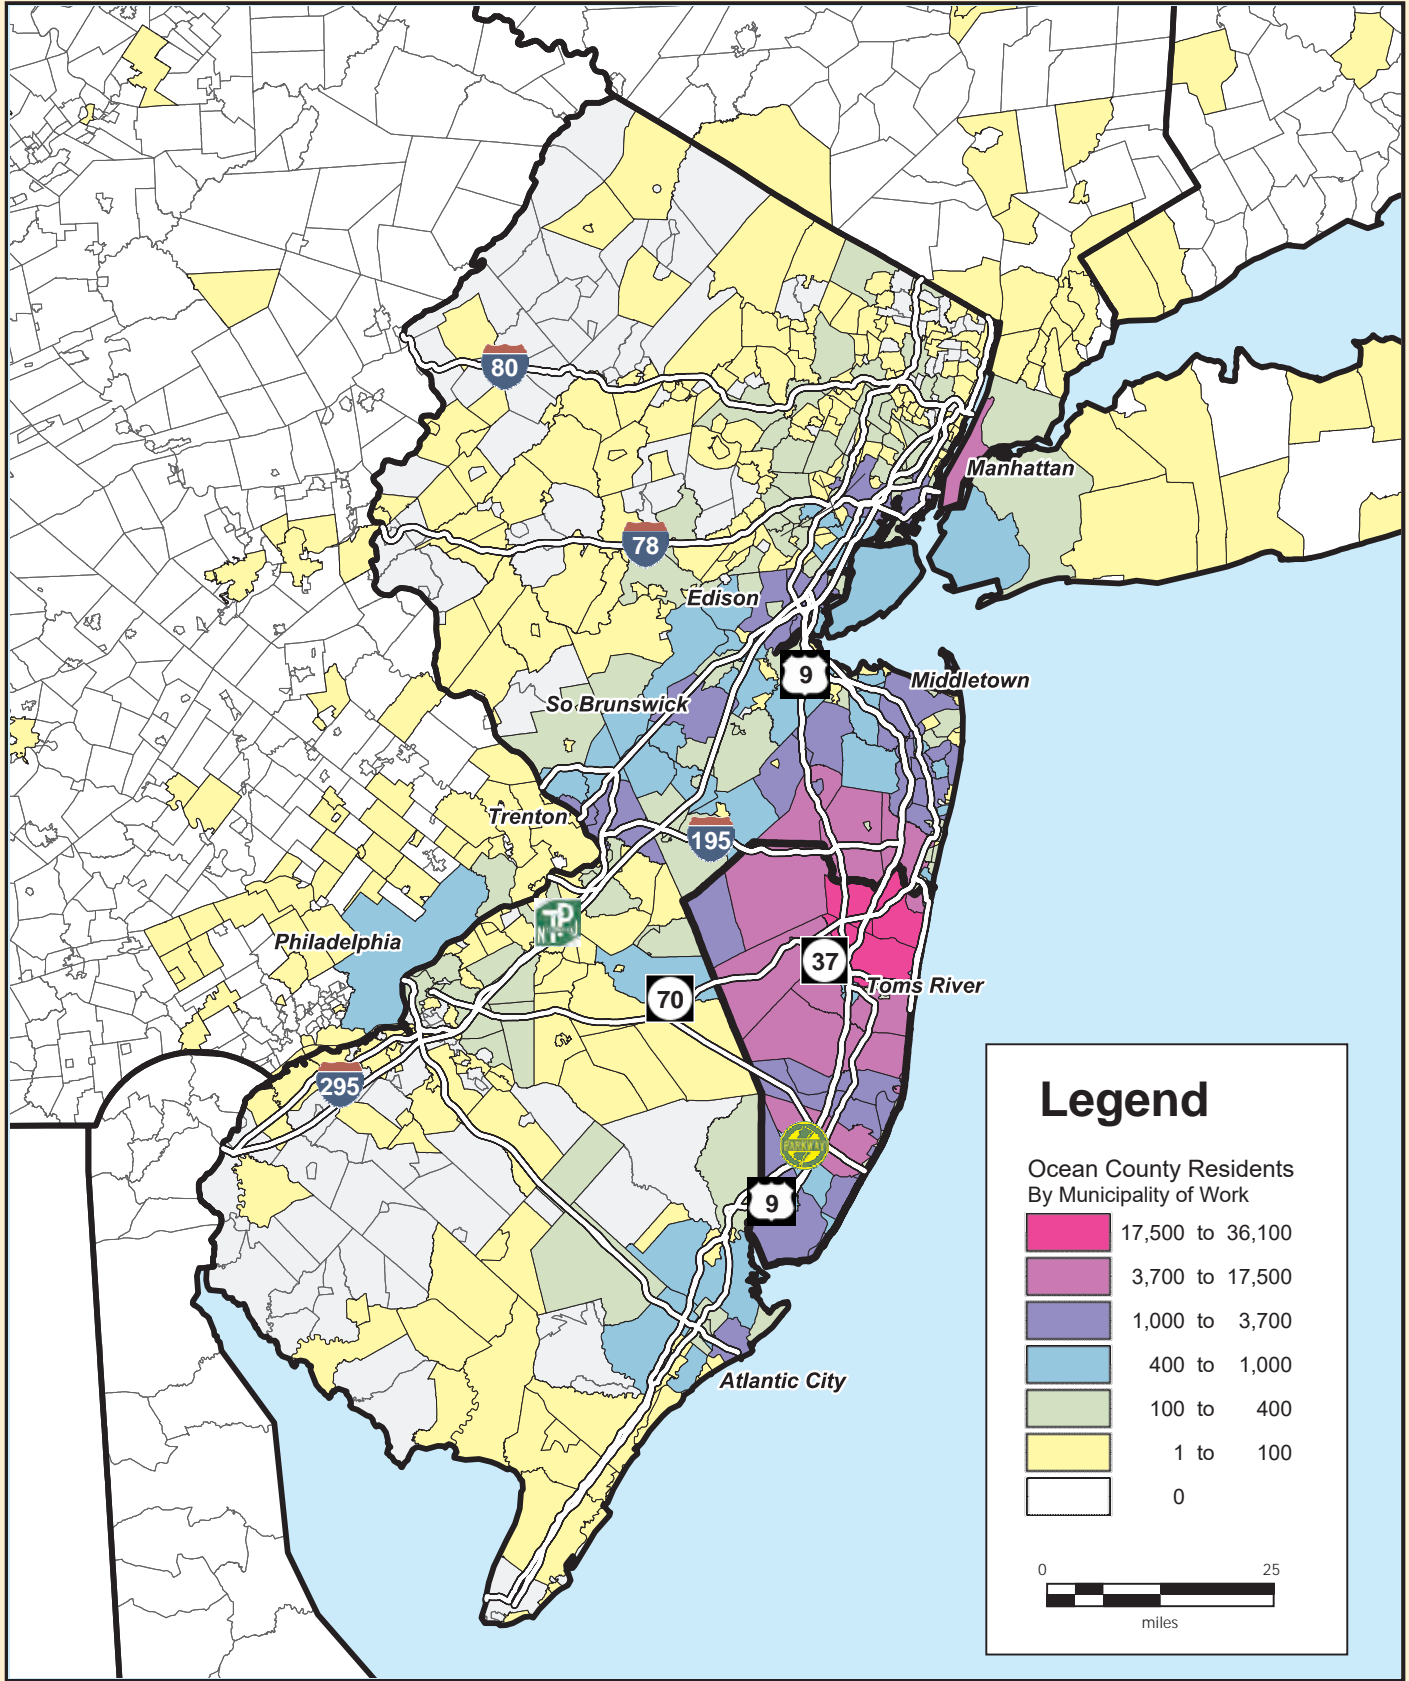 80
Manhattan
78
Edison
9
Middletown
So Brunswick
Trenton
195
Philadelphia
N TP J
37
70
Toms River
295
PARKWAY
9
Atlantic City
Legend
Ocean County Residents
By Municipality of Work
17,500 to 36,100
3,700 to 17,500
1,000 to 3,700
400 to 1,000
100 to 400
1 to 100
0
0 25
miles